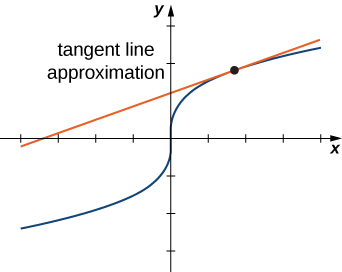 y
tangent line
approximation
x